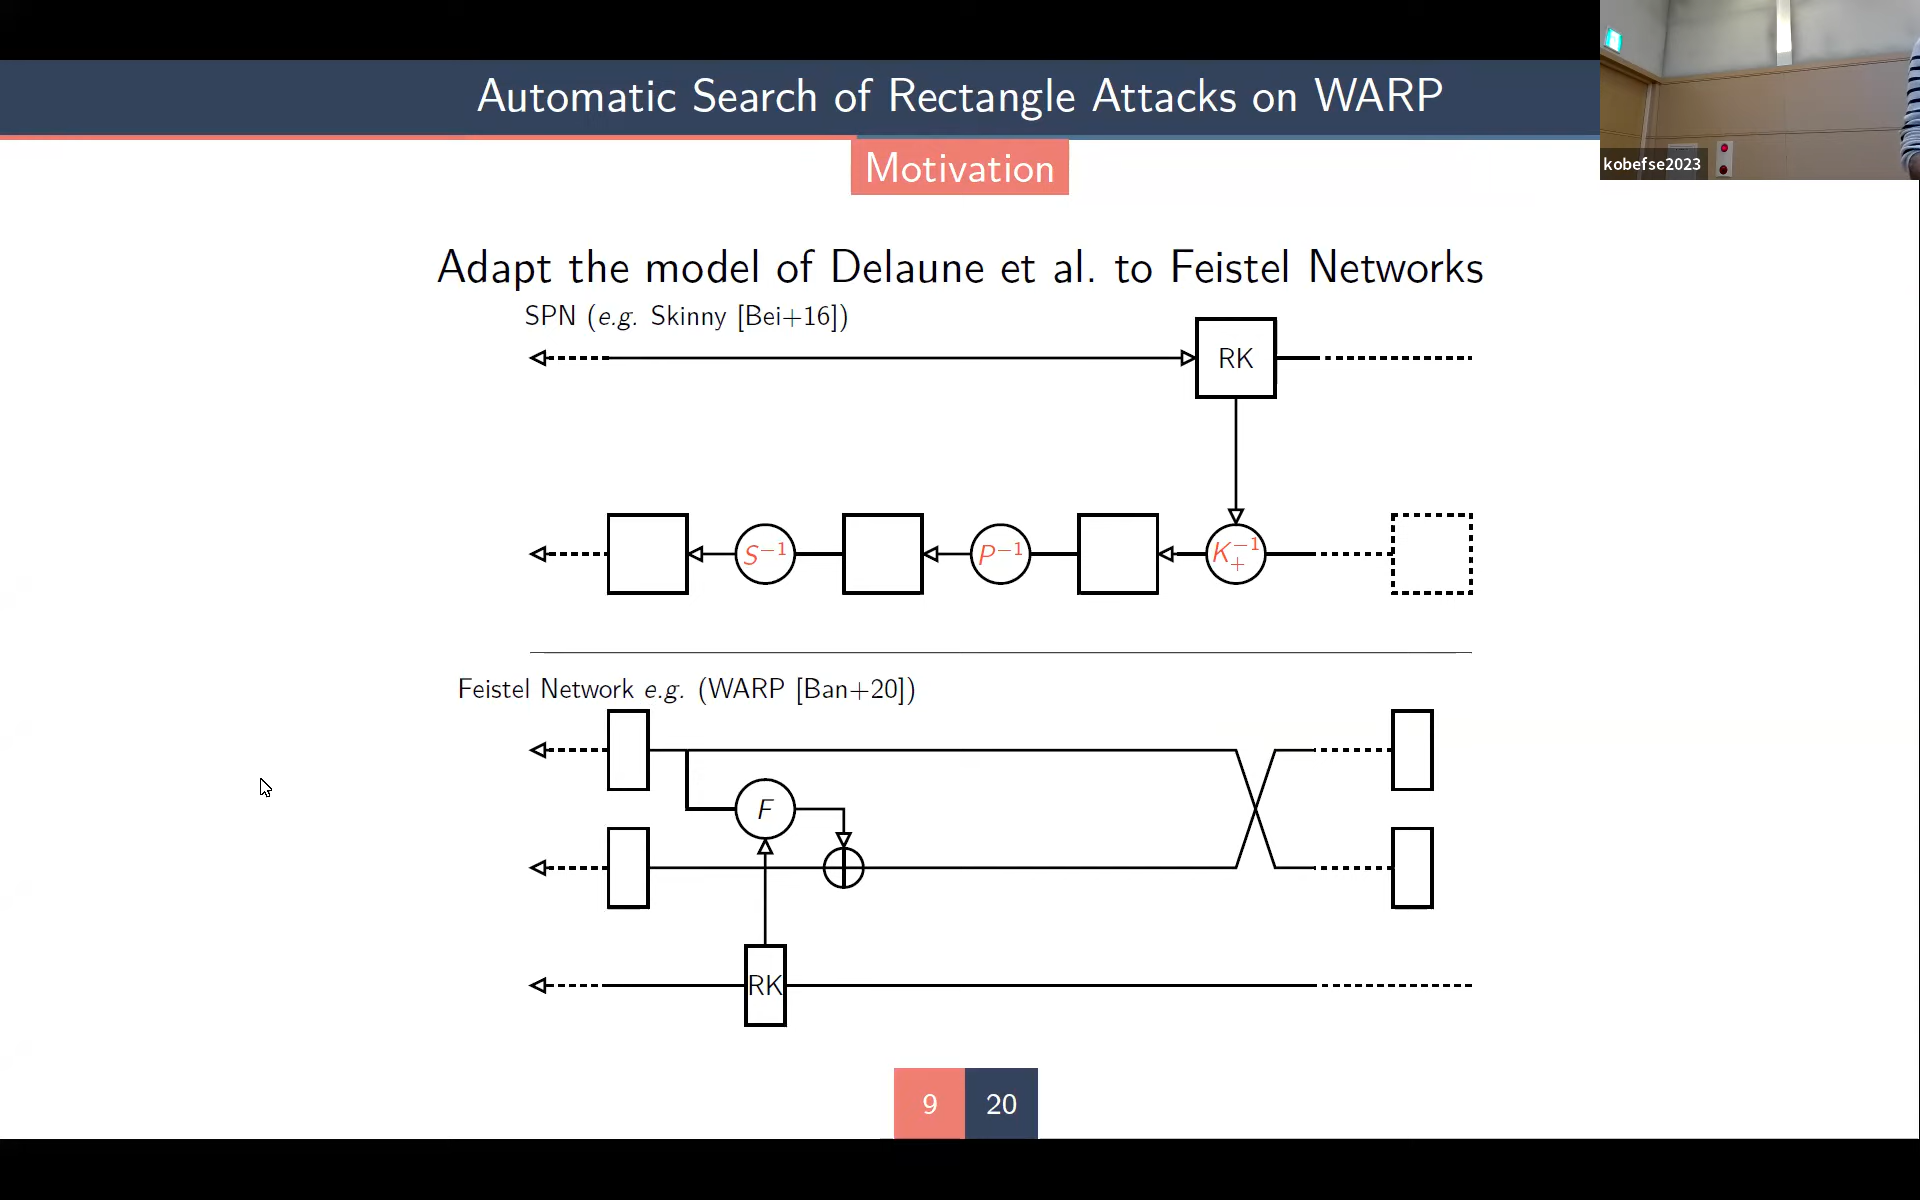 Automatic Search of Rectangle Attacks on WARP
kobefse2023
Motivation
Adapt the model of Delaune et al. to Feistel Networks
SPN (e.g. Skinny [Bei+16])
RK
S⁻¹
P⁻¹
K₊⁻¹
Feistel Network e.g. (WARP [Ban+20])
F
RK
9 20